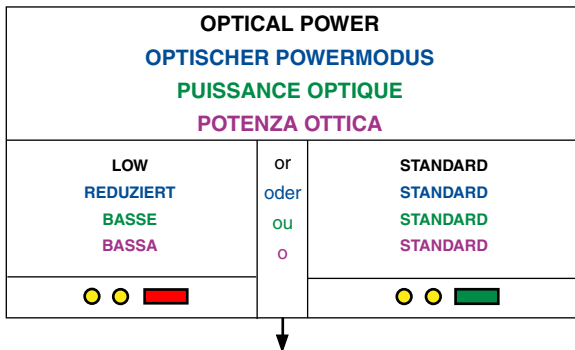 OPTICAL POWER
OPTISCHER POWERMODUS
PUISSANCE OPTIQUE
POTENZA OTTICA
LOW
REDUZIERT
BASSE
BASSA
or
oder
ou
o
STANDARD
STANDARD
STANDARD
STANDARD